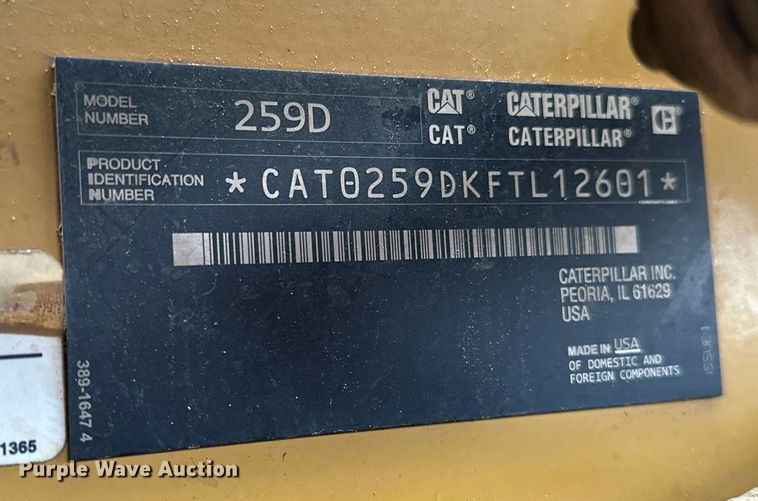 MODEL NUMBER 259D
CAT® CATERPILLAR®
CAT® CATERPILLAR®
PRODUCT IDENTIFICATION NUMBER *CAT0259DKFTL12601*
CATERPILLAR INC.
PEORIA, IL 61629
USA
MADE IN USA
OF DOMESTIC AND
FOREIGN COMPONENTS
ISSUE 1
389-1647 4
1365
Purple Wave Auction